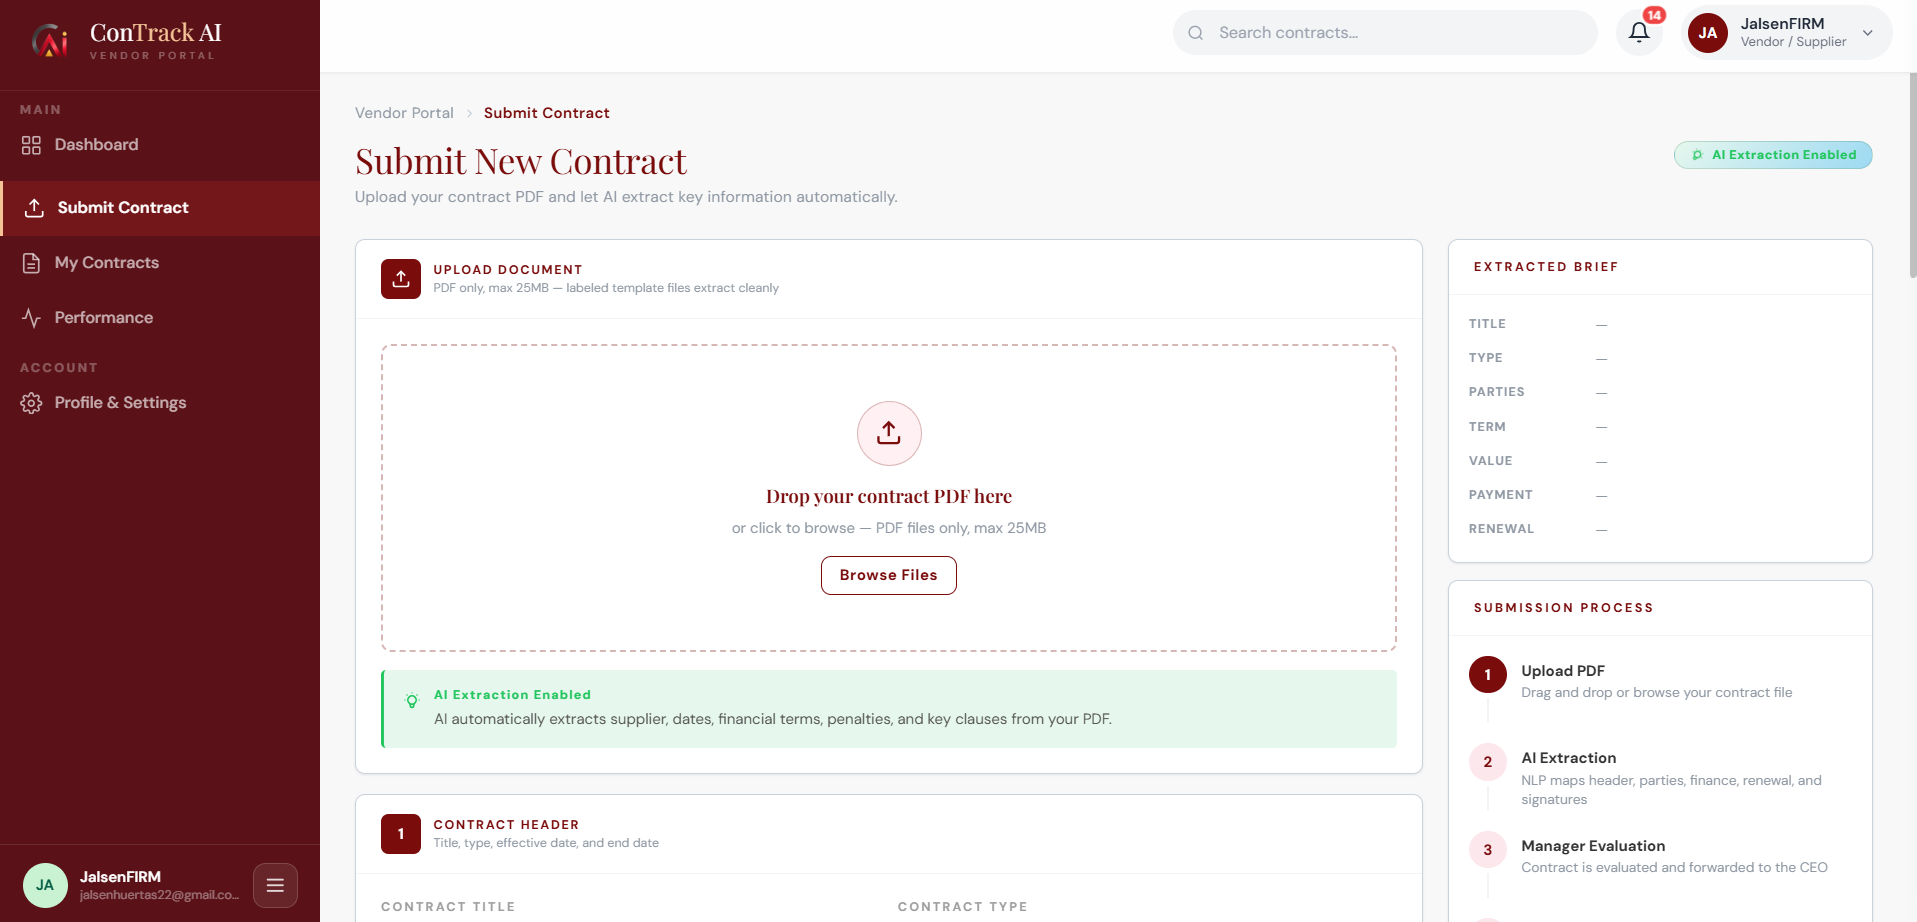 ConTrack AI
VENDOR PORTAL
MAIN
Dashboard
Submit Contract
My Contracts
Performance
ACCOUNT
Profile & Settings
JA
JalsenFIRM
jalsenhuertas22@gmail.co...
Search contracts...
14
JA
JalsenFIRM
Vendor / Supplier
Vendor Portal > Submit Contract
Submit New Contract
Upload your contract PDF and let AI extract key information automatically.
AI Extraction Enabled
UPLOAD DOCUMENT
PDF only, max 25MB — labeled template files extract cleanly
Drop your contract PDF here
or click to browse — PDF files only, max 25MB
Browse Files
AI Extraction Enabled
AI automatically extracts supplier, dates, financial terms, penalties, and key clauses from your PDF.
1
CONTRACT HEADER
Title, type, effective date, and end date
CONTRACT TITLE
CONTRACT TYPE
EXTRACTED BRIEF
TITLE —
TYPE —
PARTIES —
TERM —
VALUE —
PAYMENT —
RENEWAL —
SUBMISSION PROCESS
1
Upload PDF
Drag and drop or browse your contract file
2
AI Extraction
NLP maps header, parties, finance, renewal, and
signatures
3
Manager Evaluation
Contract is evaluated and forwarded to the CEO